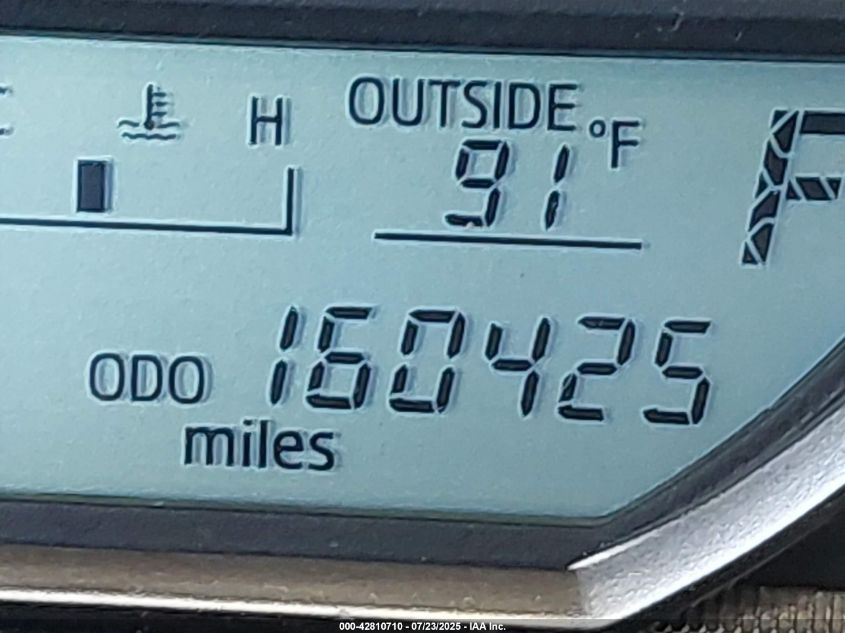 C H OUTSIDE
°F
91
ODO 160425
miles
000-42810710 - 07/23/2025 - IAA Inc.